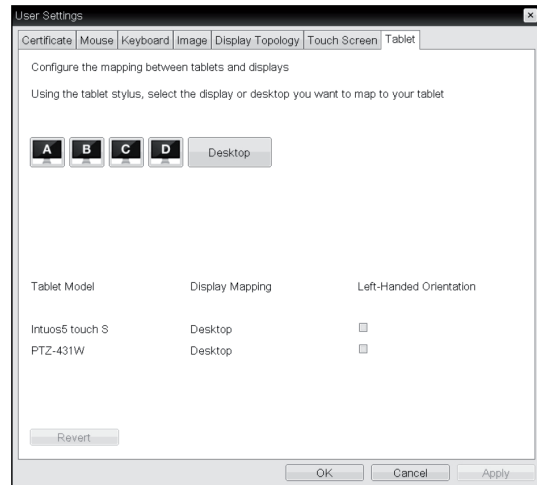 User Settings
Certificate Mouse Keyboard Image Display Topology Touch Screen Tablet
Configure the mapping between tablets and displays
Using the tablet stylus, select the display or desktop you want to map to your tablet
A B C D Desktop
Tablet Model Display Mapping Left-Handed Orientation
Intuos5 touch S Desktop
PTZ-431W Desktop
Revert
OK Cancel Apply